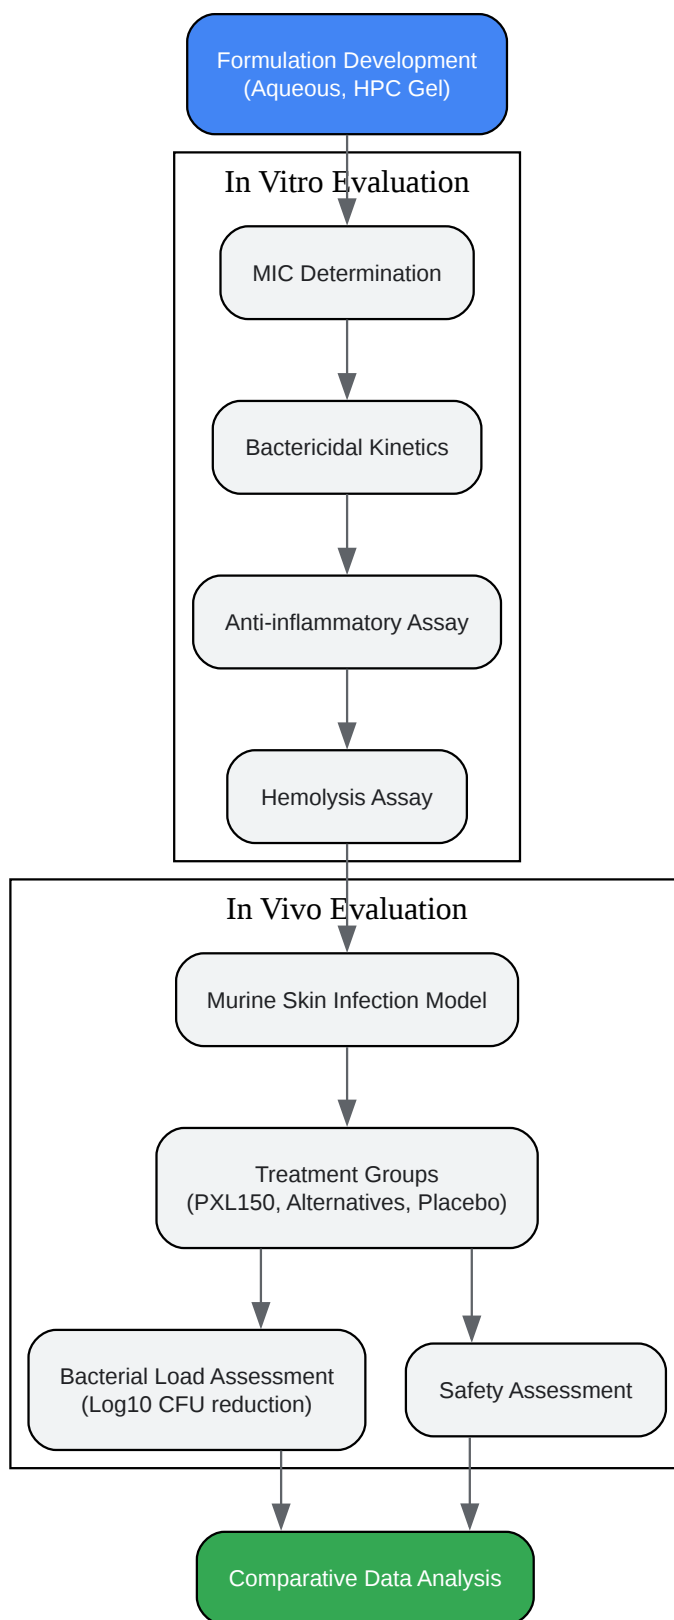 Formulation Development
(Aqueous, HPC Gel)
In Vitro Evaluation
MIC Determination
Bactericidal Kinetics
Anti-inflammatory Assay
Hemolysis Assay
In Vivo Evaluation
Murine Skin Infection Model
Treatment Groups
(PXL150, Alternatives, Placebo)
Bacterial Load Assessment
(Log10 CFU reduction)
Safety Assessment
Comparative Data Analysis